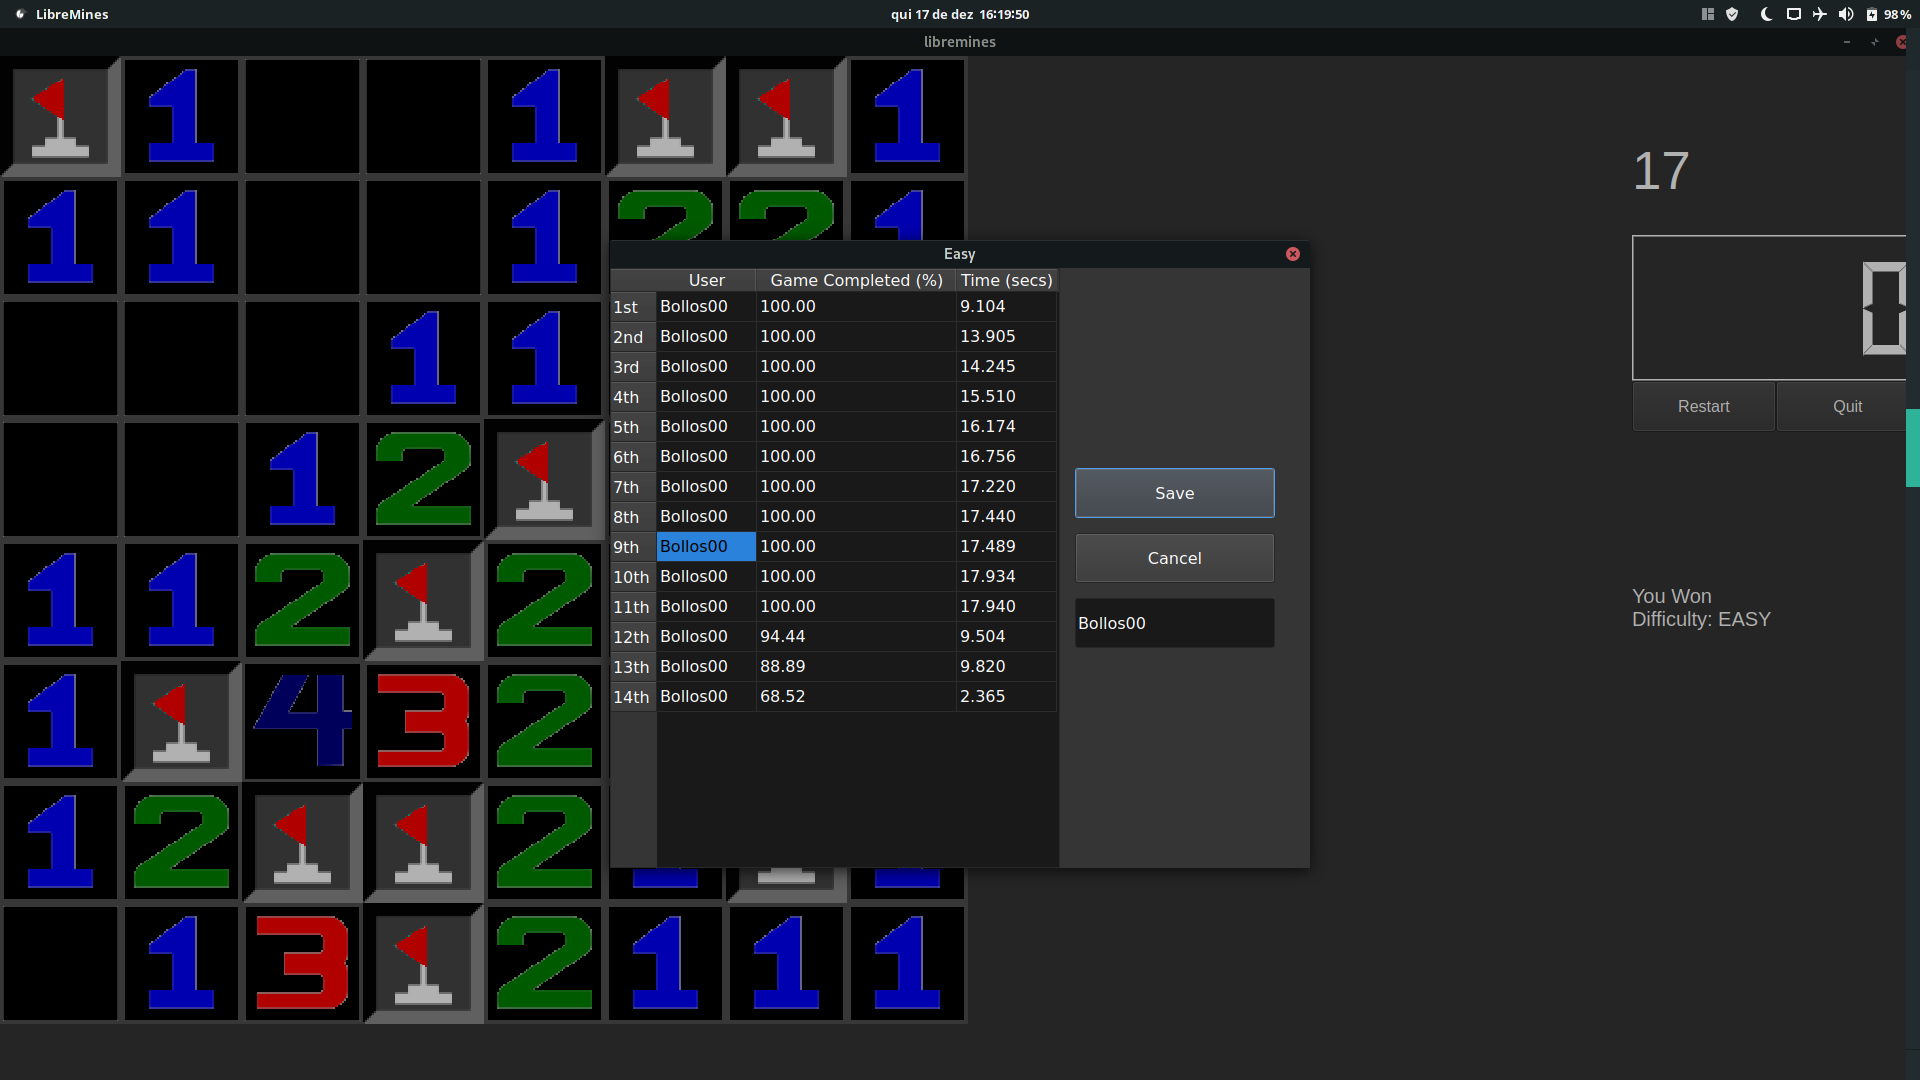 LibreMines
qui 17 de dez 16:19:50
98%
libremines
1 1 1
17
1 1 1 2 2 1
Easy
User Game Completed (%) Time (secs)
1st Bollos00 100.00 9.104
2nd Bollos00 100.00 13.905
3rd Bollos00 100.00 14.245
4th Bollos00 100.00 15.510
5th Bollos00 100.00 16.174
6th Bollos00 100.00 16.756
7th Bollos00 100.00 17.220
8th Bollos00 100.00 17.440
9th Bollos00 100.00 17.489
10th Bollos00 100.00 17.934
11th Bollos00 100.00 17.940
12th Bollos00 94.44 9.504
13th Bollos00 88.89 9.820
14th Bollos00 68.52 2.365
Save
Cancel
Bollos00
0
Restart Quit
You Won
Difficulty: EASY
1 1
1 2
1 1 2 2
1 4 3 2
1 2 2 1 1
1 3 2 1 1 1